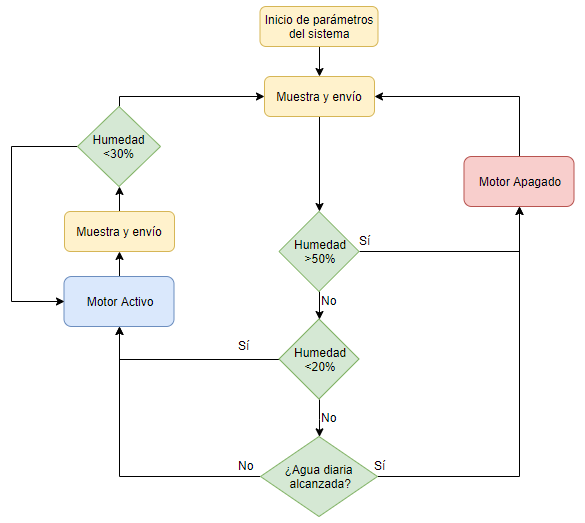 Inicio de parámetros
del sistema
Muestra y envío
Humedad
<30%
Motor Apagado
Muestra y envío
Sí
Humedad
>50%
Motor Activo
No
Sí
Humedad
<20%
No
No
¿Agua diaria
alcanzada?
Sí